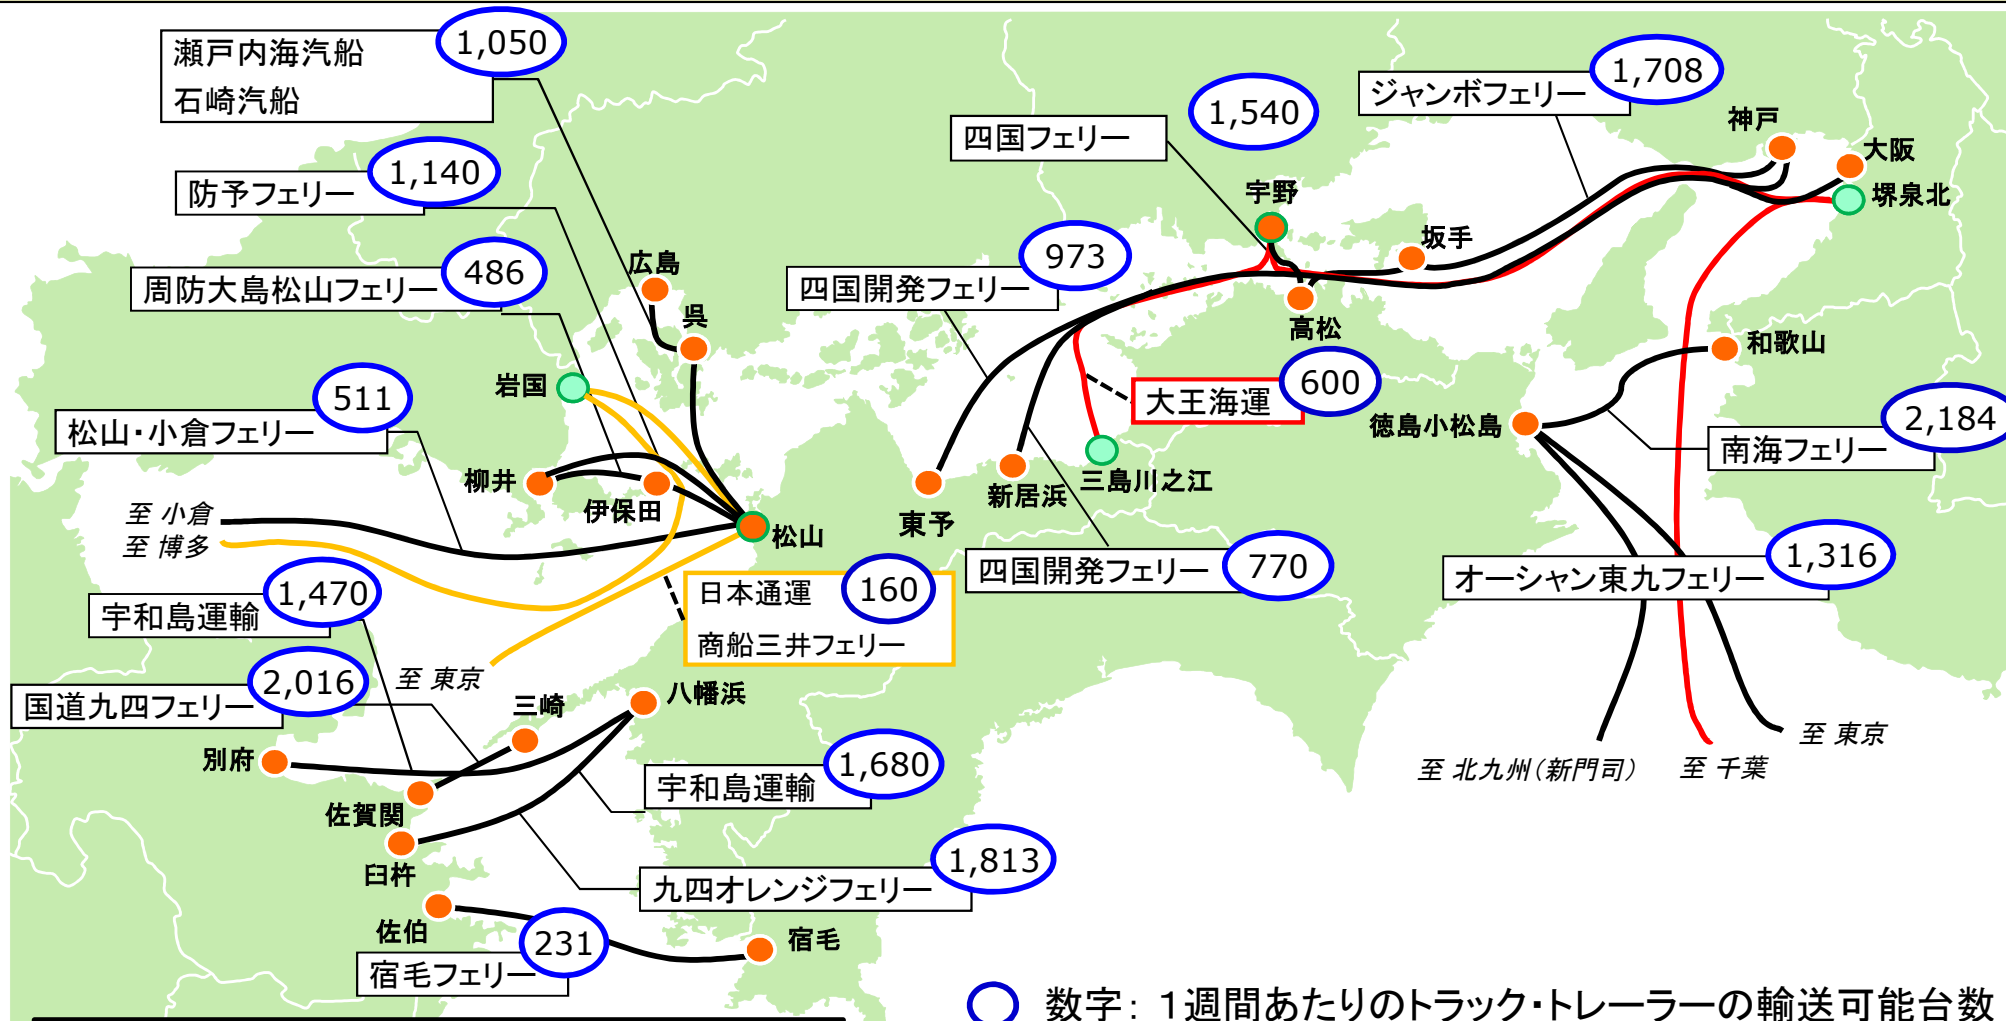 瀬戸内海汽船
石崎汽船
1,050
防予フェリー
1,140
周防大島松山フェリー
486
松山・小倉フェリー
511
至 小倉
至 博多
宇和島運輸
1,470
国道九四フェリー
2,016
至 東京
広島
呉
岩国
柳井
伊保田
松山
日本通運
160
商船三井フェリー
三崎
八幡浜
別府
佐賀関
臼杵
佐伯
宿毛
宇和島運輸
1,680
九四オレンジフェリー
1,813
宿毛フェリー
231
四国フェリー
1,540
ジャンボフェリー
1,708
神戸
大阪
堺泉北
宇野
坂手
高松
四国開発フェリー
973
大王海運
600
東予
新居浜
三島川之江
四国開発フェリー
770
和歌山
徳島小松島
南海フェリー
2,184
オーシャン東九フェリー
1,316
至 北九州（新門司）
至 千葉
至 東京
数字： １週間あたりのトラック・トレーラーの輸送可能台数